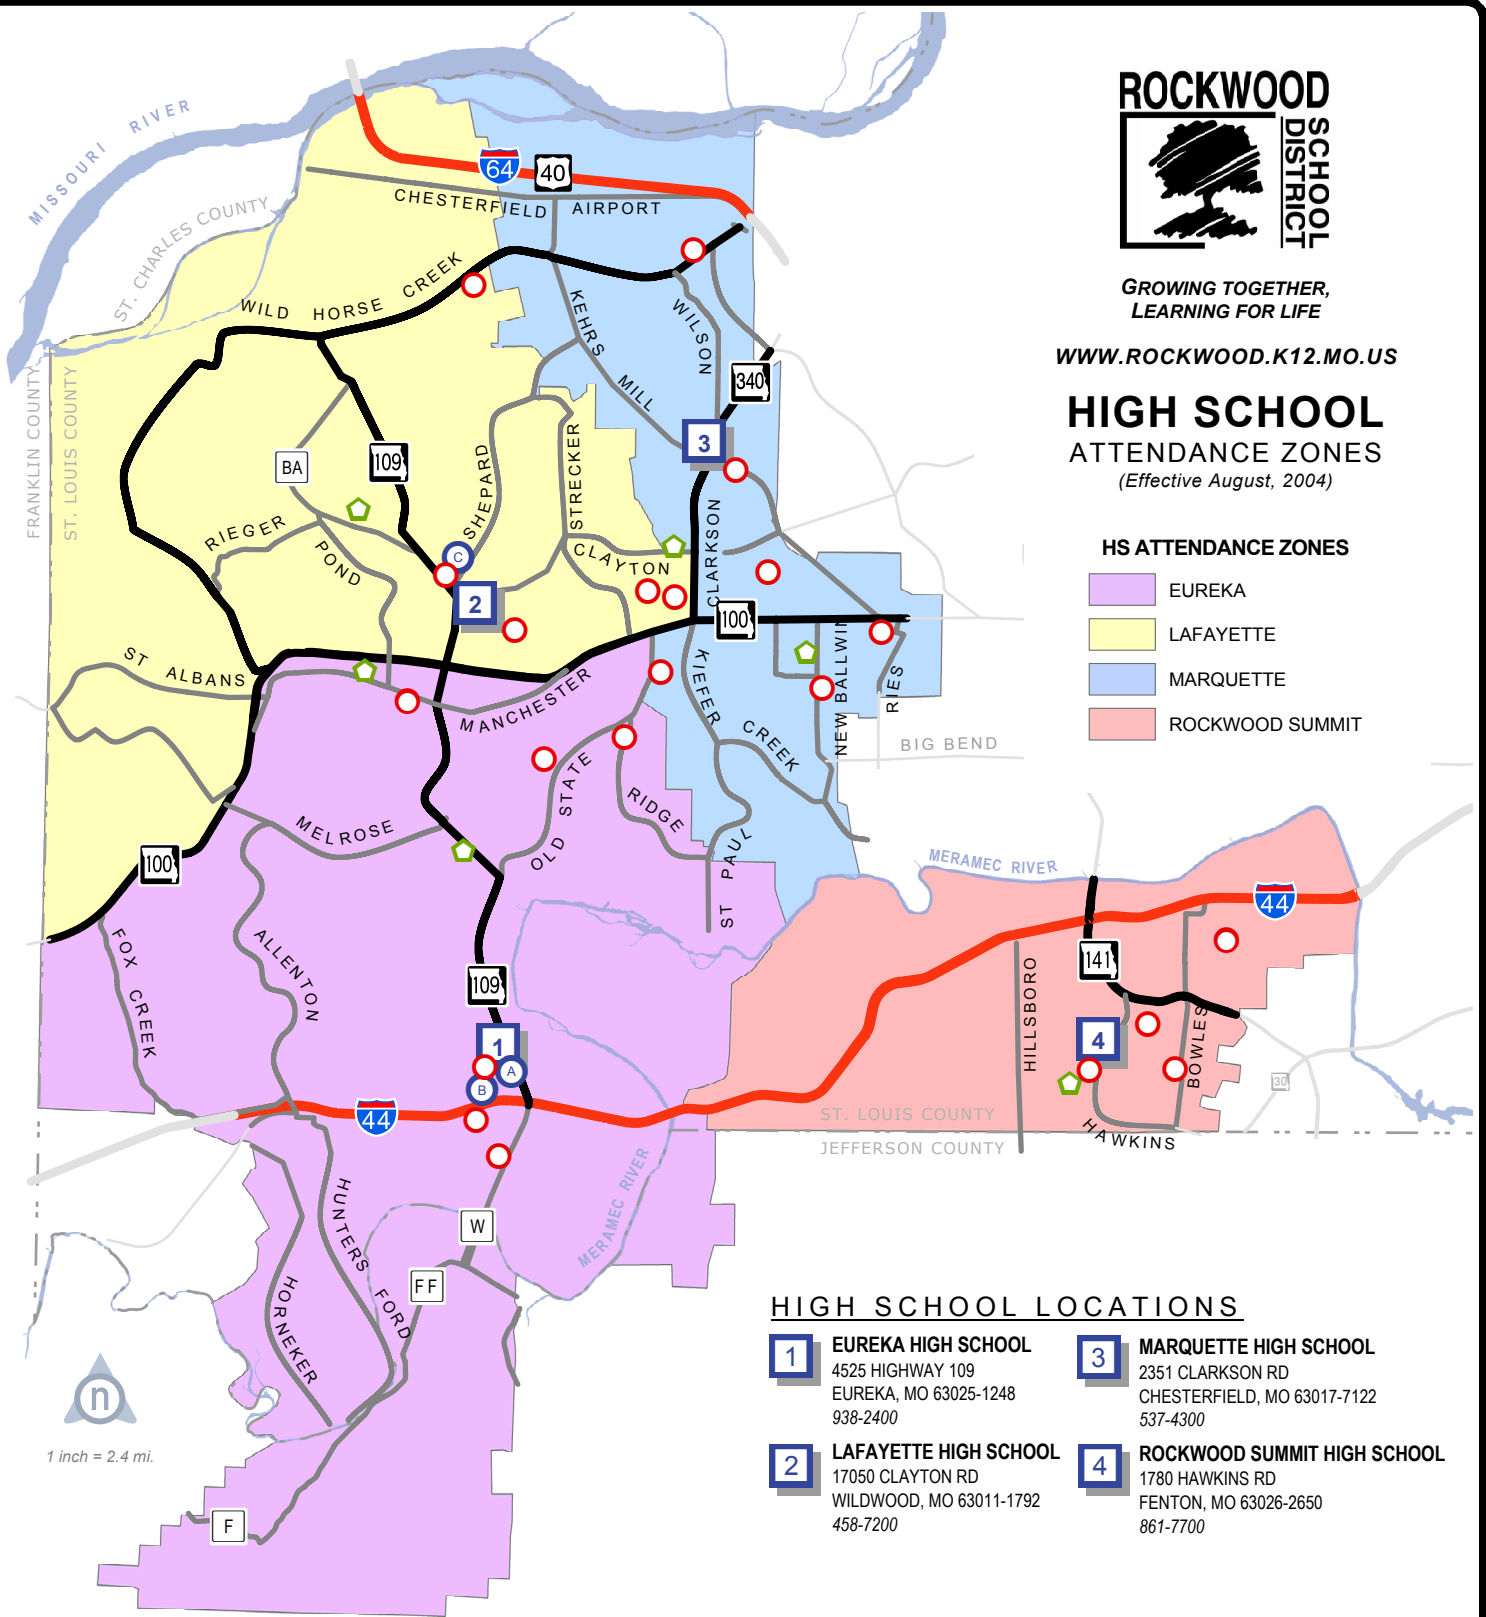 ROCKWOOD
SCHOOL
DISTRICT
GROWING TOGETHER,
LEARNING FOR LIFE
WWW.ROCKWOOD.K12.MO.US
HIGH SCHOOL
ATTENDANCE ZONES
(Effective August, 2004)
HS ATTENDANCE ZONES
EUREKA
LAFAYETTE
MARQUETTE
ROCKWOOD SUMMIT
MISSOURI RIVER
ST. CHARLES COUNTY
FRANKLIN COUNTY
ST. LOUIS COUNTY
64
40
CHESTERFIELD AIRPORT
WILD HORSE CREEK
KEHRS MILL
WILSON
340
3
109
BA
SHEPARD
STRECKER
RIEGER
POND
C
CLAYTON
CLARKSON
2
100
ST ALBANS
MANCHESTER
KIEFER CREEK
NEW BALLWIN
RIES
BIG BEND
OLD STATE
RIDGE
MELROSE
ST PAUL
100
MERAMEC RIVER
44
FOX CREEK
ALLENTON
109
141
HILLSBORO
BOWLES
1
A
B
4
30
44
ST. LOUIS COUNTY
JEFFERSON COUNTY
HAWKINS
HUNTERS FORD
MERAMEC RIVER
W
FF
HORNEKER
F
n
1 inch = 2.4 mi.
HIGH SCHOOL LOCATIONS
1
EUREKA HIGH SCHOOL
4525 HIGHWAY 109
EUREKA, MO 63025-1248
938-2400
2
LAFAYETTE HIGH SCHOOL
17050 CLAYTON RD
WILDWOOD, MO 63011-1792
458-7200
3
MARQUETTE HIGH SCHOOL
2351 CLARKSON RD
CHESTERFIELD, MO 63017-7122
537-4300
4
ROCKWOOD SUMMIT HIGH SCHOOL
1780 HAWKINS RD
FENTON, MO 63026-2650
861-7700